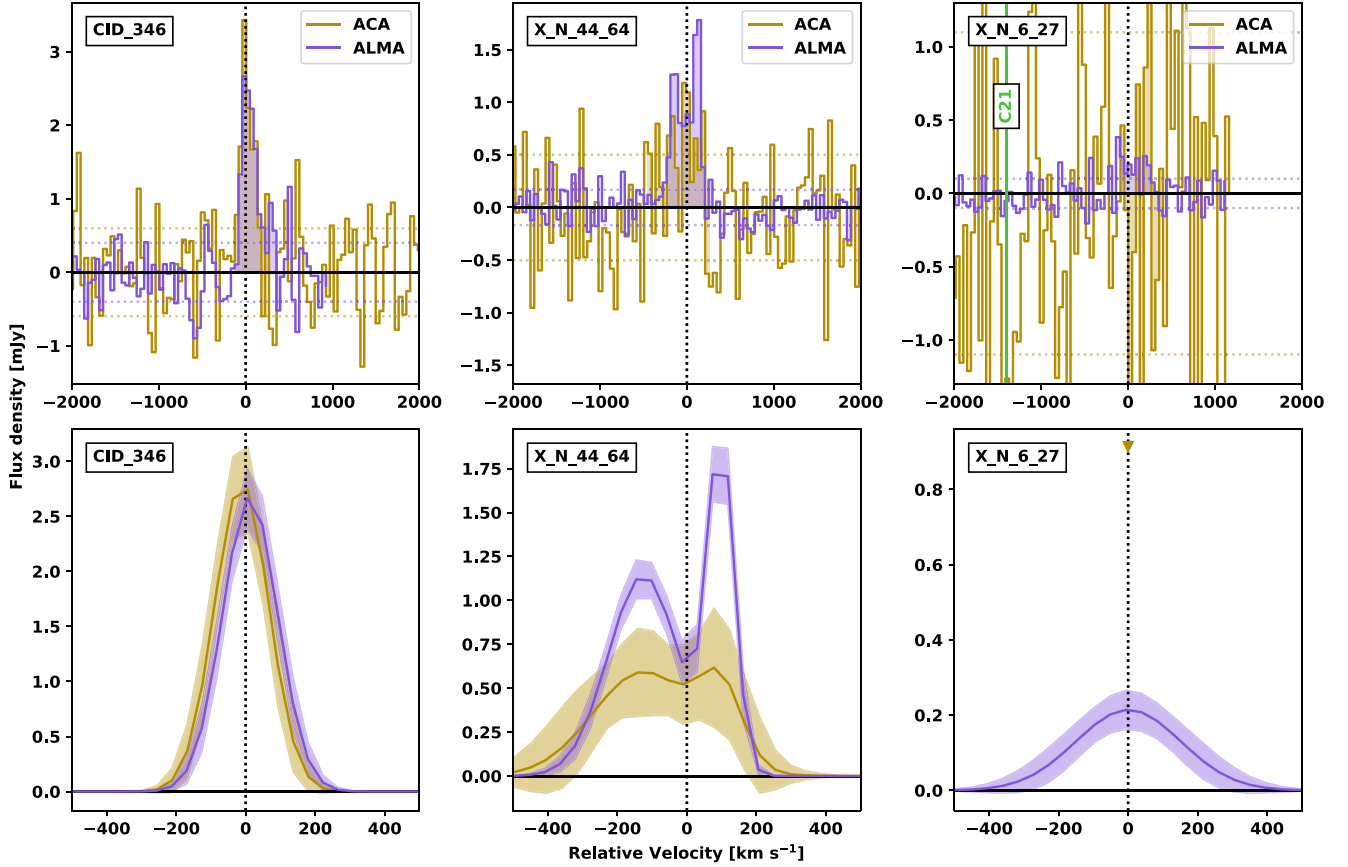 CID_346
ACA
ALMA
X_N_44_64
ACA
ALMA
X_N_6_27
ACA
ALMA
C21
3
2
1
0
−1
1.5
1.0
0.5
0.0
−0.5
−1.0
−1.5
1.0
0.5
0.0
−0.5
−1.0
−2000 −1000 0 1000 2000
−2000 −1000 0 1000 2000
−2000 −1000 0 1000 2000
Flux density [mJy]
CID_346
X_N_44_64
X_N_6_27
3.0
2.5
2.0
1.5
1.0
0.5
0.0
1.75
1.50
1.25
1.00
0.75
0.50
0.25
0.00
0.8
0.6
0.4
0.2
0.0
−400 −200 0 200 400
−400 −200 0 200 400
−400 −200 0 200 400
Relative Velocity [km s⁻¹]